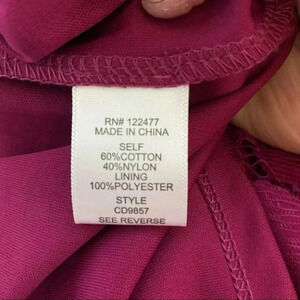 RN# 122477
MADE IN CHINA
SELF
60%COTTON
40%NYLON
LINING
100%POLYESTER
STYLE
CD9857
SEE REVERSE